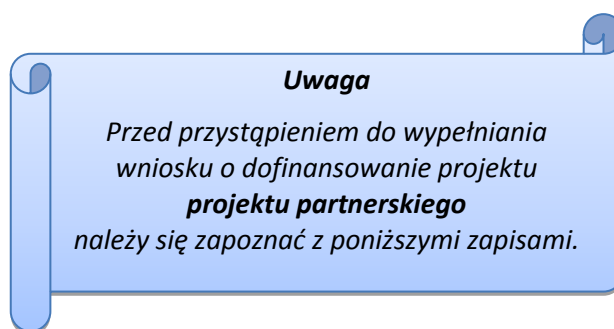 Uwaga
Przed przystąpieniem do wypełniania
wniosku o dofinansowanie projektu
projektu partnerskiego
należy się zapoznać z poniższymi zapisami.